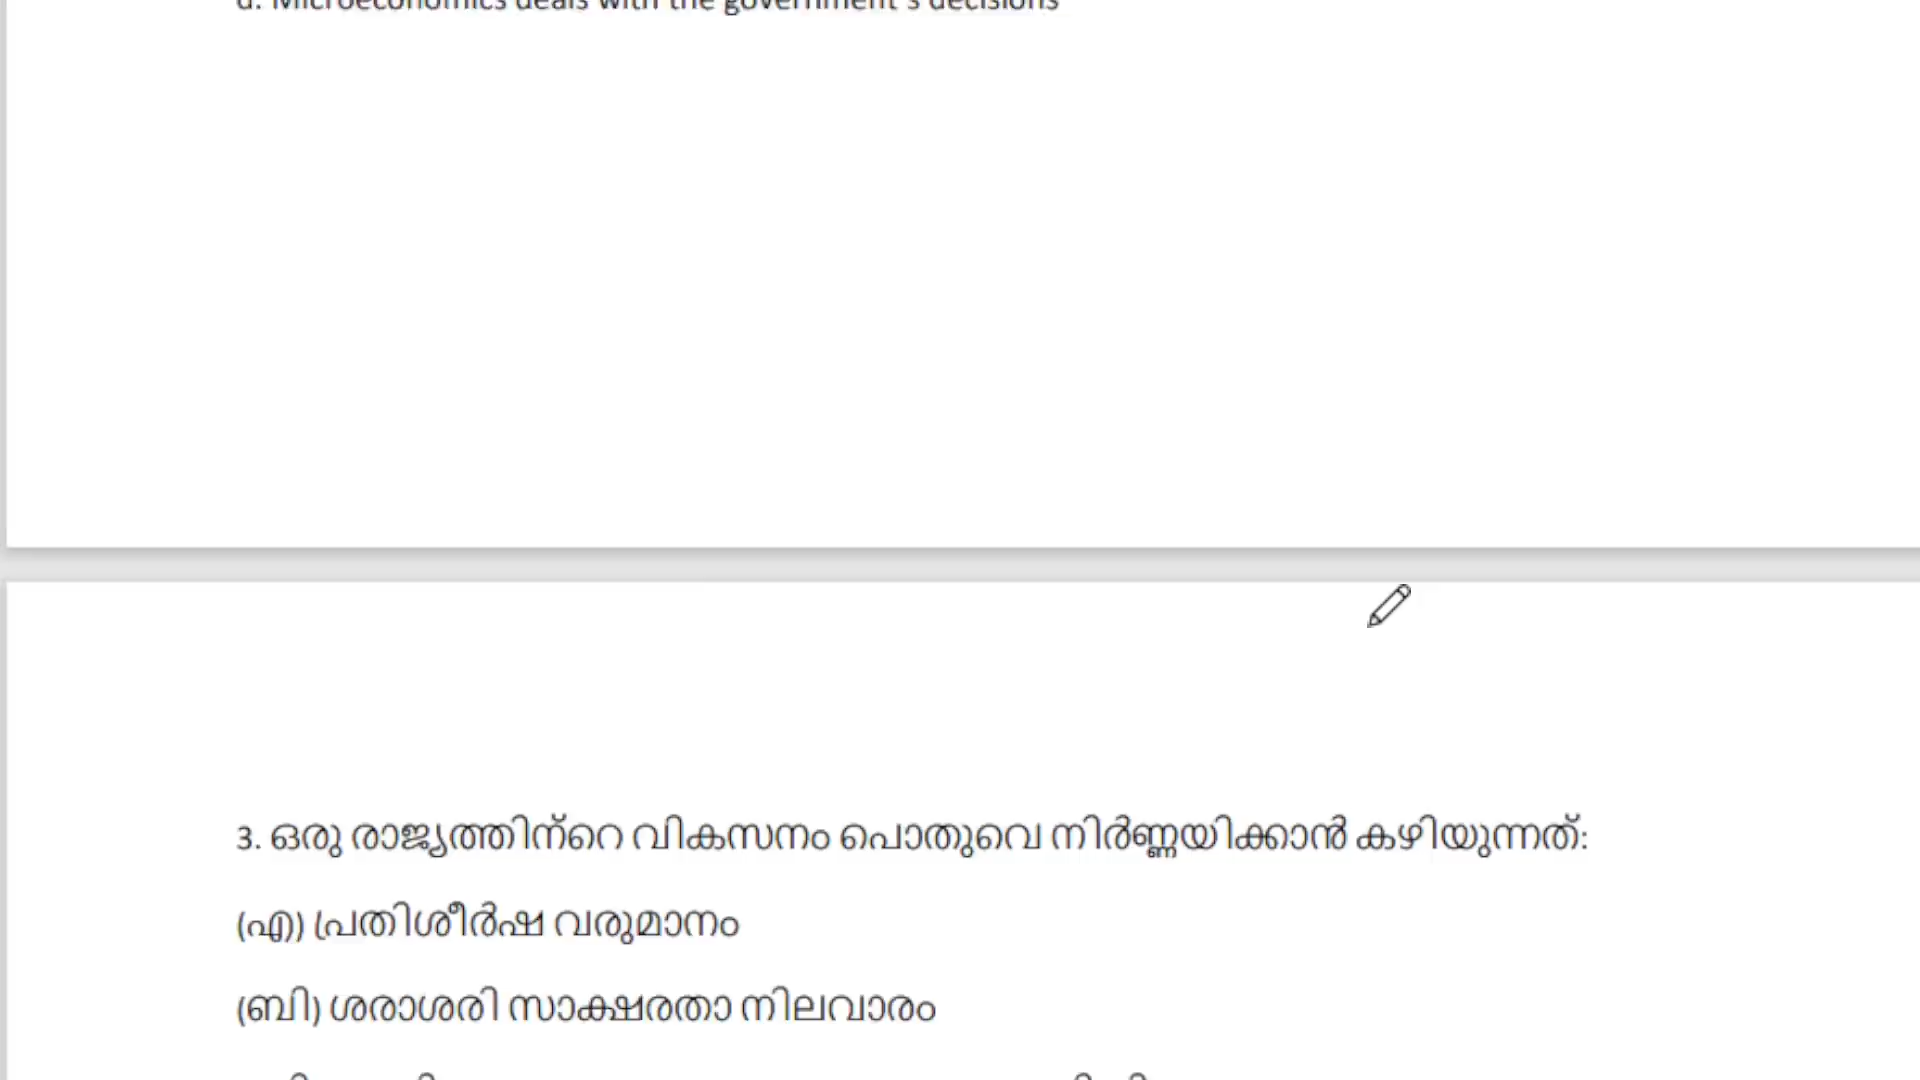 d. Microeconomics deals with the government's decisions
3. ഒരു രാജ്യത്തിന്റെ വികസനം പൊതുവെ നിർണ്ണയിക്കാൻ കഴിയുന്നത്:
(എ) പ്രതിശീർഷ വരുമാനം
(ബി) ശരാശരി സാക്ഷരതാ നിലവാരം